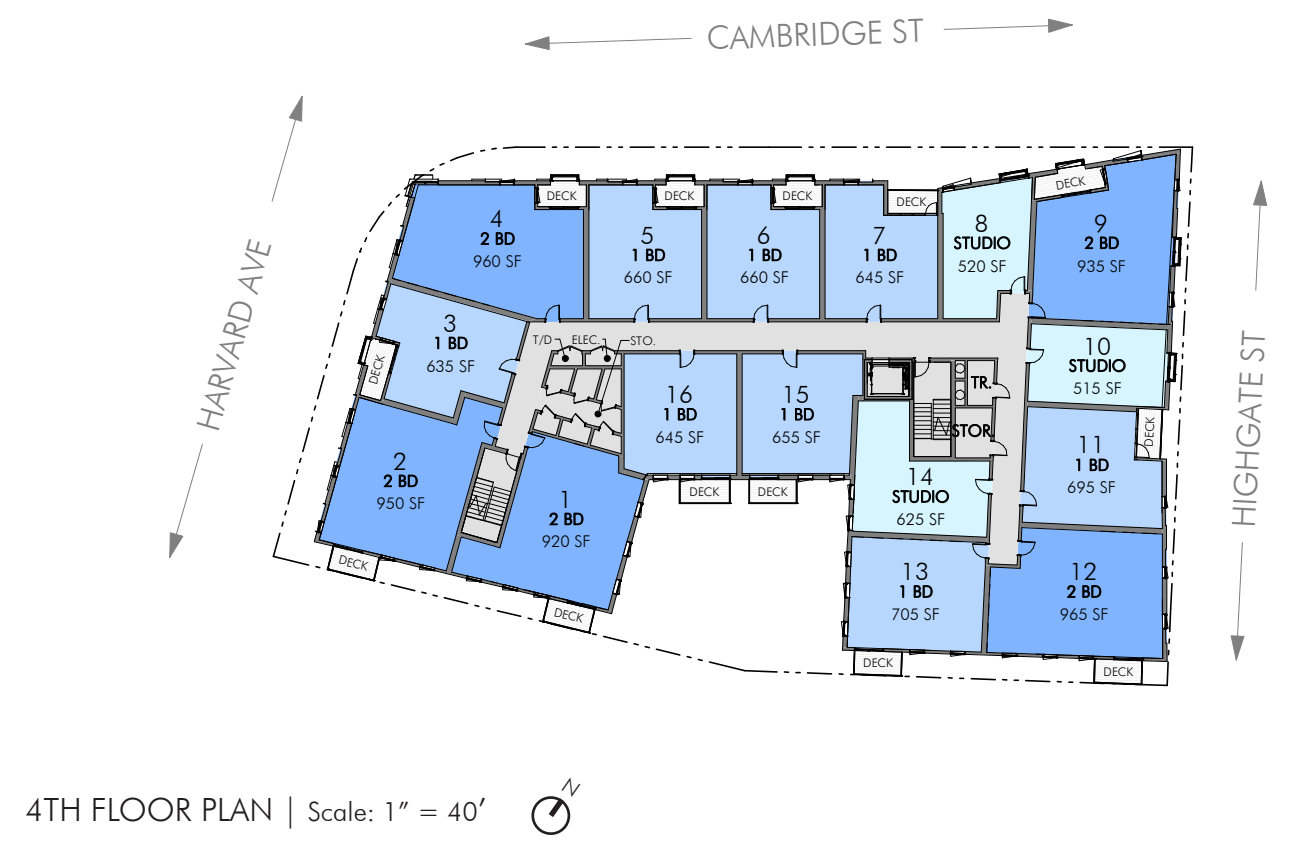 CAMBRIDGE ST
HARVARD AVE
HIGHGATE ST
DECK
DECK
DECK
DECK
DECK
4
2 BD
960 SF
5
1 BD
660 SF
6
1 BD
660 SF
7
1 BD
645 SF
8
STUDIO
520 SF
9
2 BD
935 SF
3
1 BD
635 SF
DECK
T/D
ELEC.
STO.
10
STUDIO
515 SF
TR.
STOR
16
1 BD
645 SF
15
1 BD
655 SF
11
1 BD
695 SF
DECK
2
2 BD
950 SF
1
2 BD
920 SF
DECK
DECK
14
STUDIO
625 SF
DECK
DECK
13
1 BD
705 SF
12
2 BD
965 SF
DECK
DECK
4TH FLOOR PLAN | Scale: 1” = 40’
N